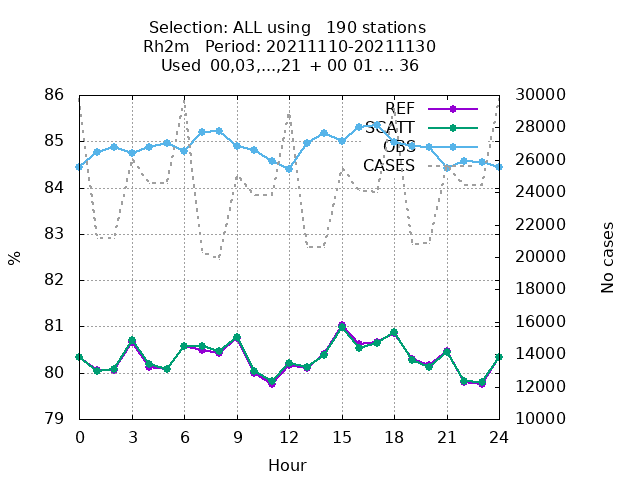 Selection: ALL using   190 stations
Rh2m   Period: 20211110-20211130
Used  00,03,...,21  + 00 01 ... 36
86
85
84
83
82
81
80
79
%
30000
28000
26000
24000
22000
20000
18000
16000
14000
12000
10000
No cases
REF
SCATT
OBS
CASES
0 3 6 9 12 15 18 21 24
Hour